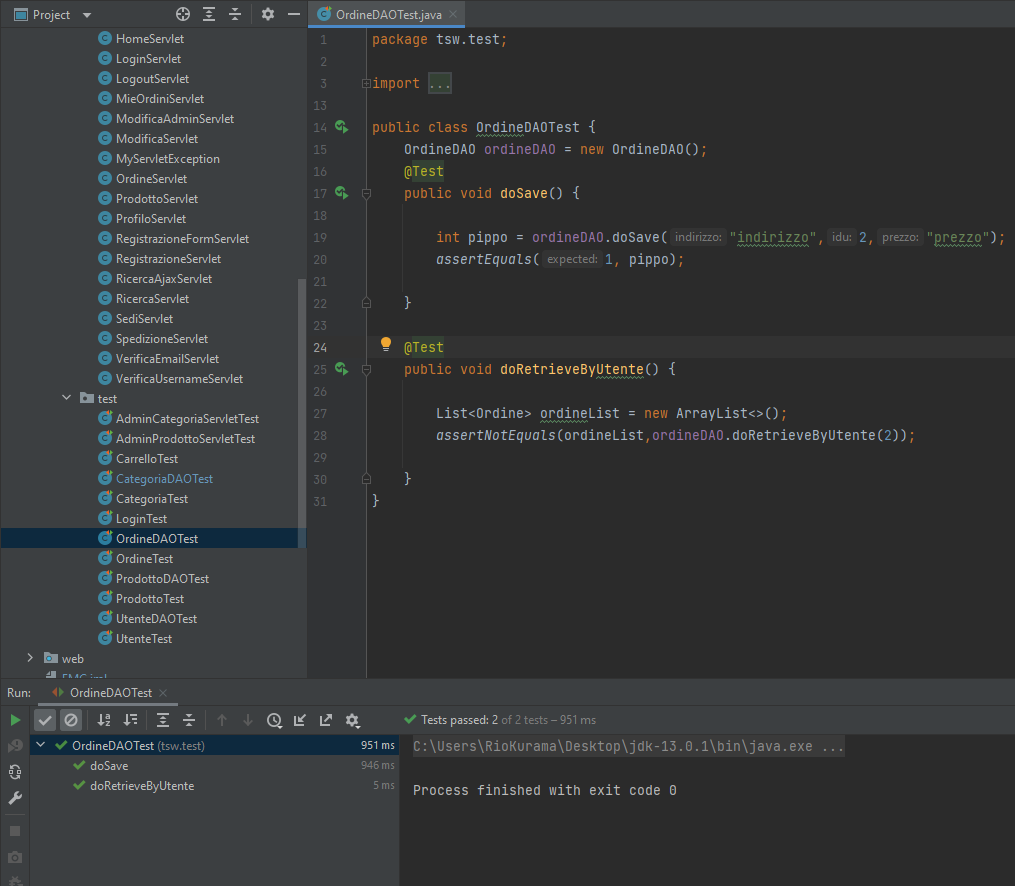 Project
HomeServlet
LoginServlet
LogoutServlet
MieOrdiniServlet
ModificaAdminServlet
ModificaServlet
MyServletException
OrdineServlet
ProdottoServlet
ProfiloServlet
RegistrazioneFormServlet
RegistrazioneServlet
RicercaAjaxServlet
RicercaServlet
SediServlet
SpedizioneServlet
VerificaEmailServlet
VerificaUsernameServlet
test
AdminCategoriaServletTest
AdminProdottoServletTest
CarrelloTest
CategoriaDAOTest
CategoriaTest
LoginTest
OrdineDAOTest
OrdineTest
ProdottoDAOTest
ProdottoTest
UtenteDAOTest
UtenteTest
web
OrdineDAOTest.java
1 package tsw.test;
2
3 import ...
13
14 public class OrdineDAOTest {
15 OrdineDAO ordineDAO = new OrdineDAO();
16 @Test
17 public void doSave() {
18
19 int pippo = ordineDAO.doSave( indirizzo: "indirizzo", idu: 2, prezzo: "prezzo");
20 assertEquals( expected: 1, pippo);
21
22 }
23
24 @Test
25 public void doRetrieveByUtente() {
26
27 List<Ordine> ordineList = new ArrayList<>();
28 assertNotEquals(ordineList,ordineDAO.doRetrieveByUtente(2));
29
30 }
31 }
Run: OrdineDAOTest
Tests passed: 2 of 2 tests – 951 ms
OrdineDAOTest (tsw.test) 951 ms
doSave 946 ms
doRetrieveByUtente 5 ms
C:\Users\RioKurama\Desktop\jdk-13.0.1\bin\java.exe ...
Process finished with exit code 0